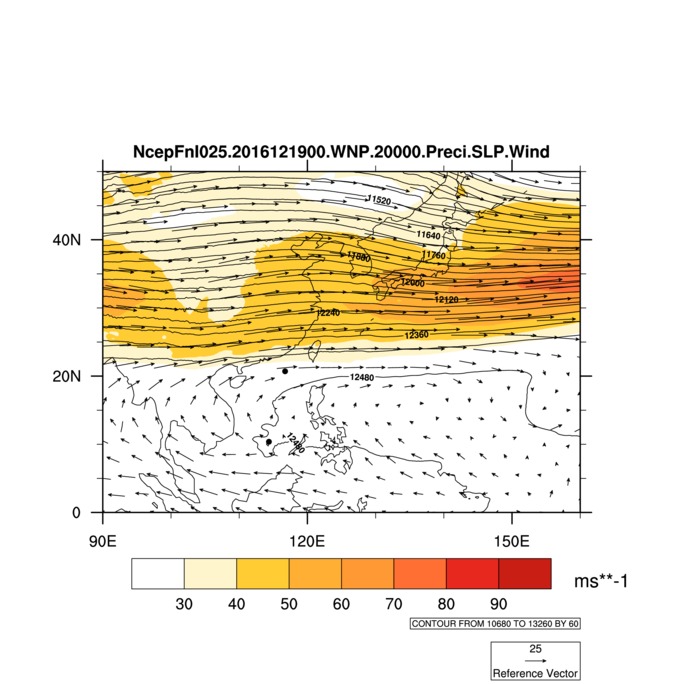 NcepFnl025.2016121900.WNP.20000.Preci.SLP.Wind
11520
40N
11640
11880
11760
12000
12120
12240
12360
20N
12480
12480
0
90E 120E 150E
30 40 50 60 70 80 90
ms**-1
CONTOUR FROM 10680 TO 13260 BY 60
25
Reference Vector